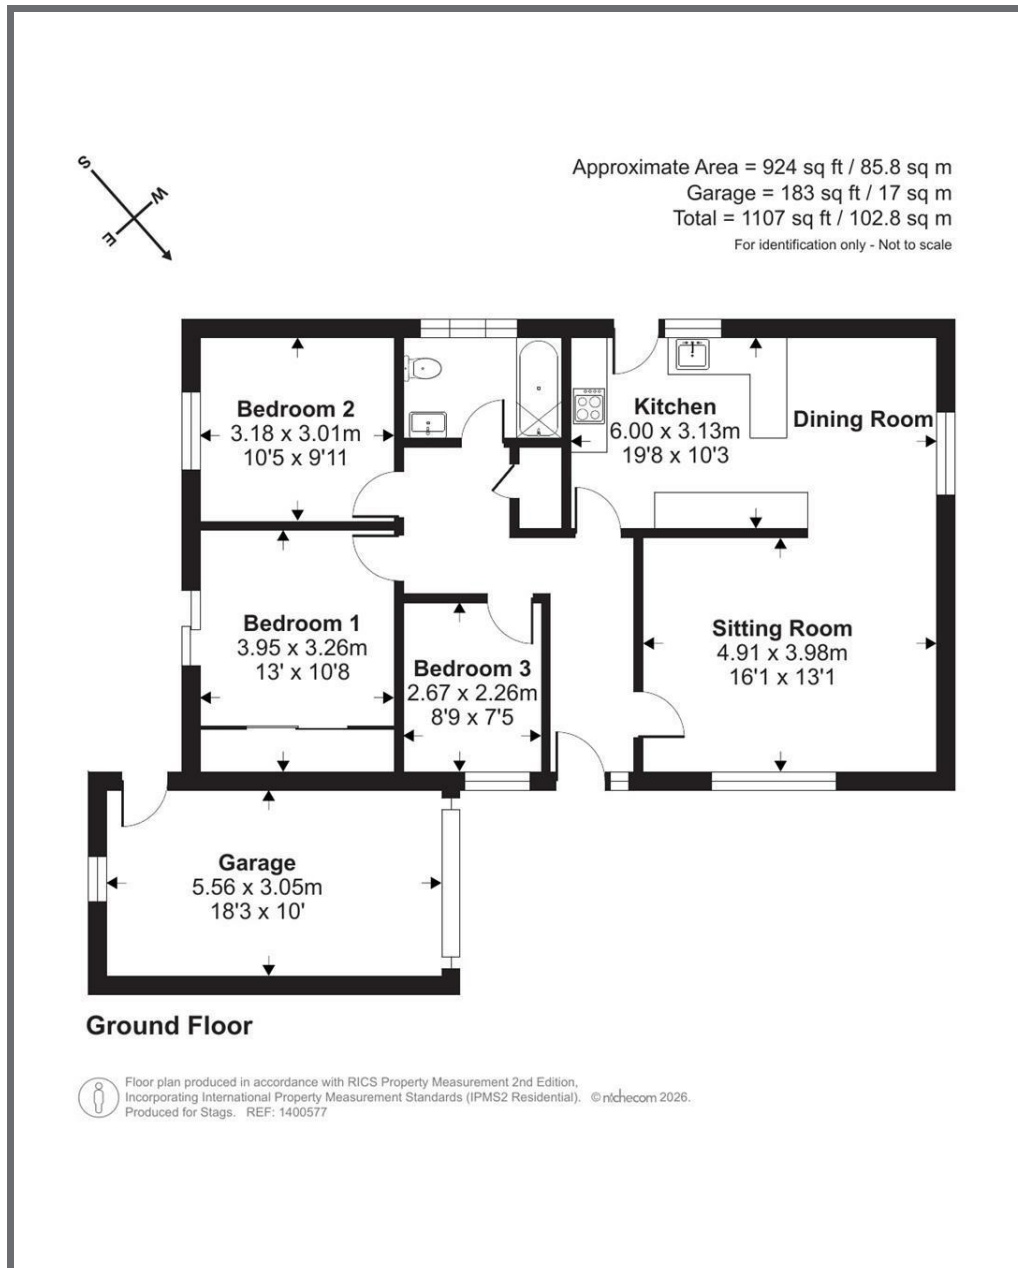 S
W
E
Approximate Area = 924 sq ft / 85.8 sq m
Garage = 183 sq ft / 17 sq m
Total = 1107 sq ft / 102.8 sq m
For identification only - Not to scale
Bedroom 2
3.18 x 3.01m
10'5 x 9'11
Kitchen
6.00 x 3.13m
19'8 x 10'3
Dining Room
Bedroom 1
3.95 x 3.26m
13' x 10'8
Bedroom 3
2.67 x 2.26m
8'9 x 7'5
Sitting Room
4.91 x 3.98m
16'1 x 13'1
Garage
5.56 x 3.05m
18'3 x 10'
Ground Floor
Floor plan produced in accordance with RICS Property Measurement 2nd Edition,
Incorporating International Property Measurement Standards (IPMS2 Residential). © nichecom 2026.
Produced for Stags. REF: 1400577